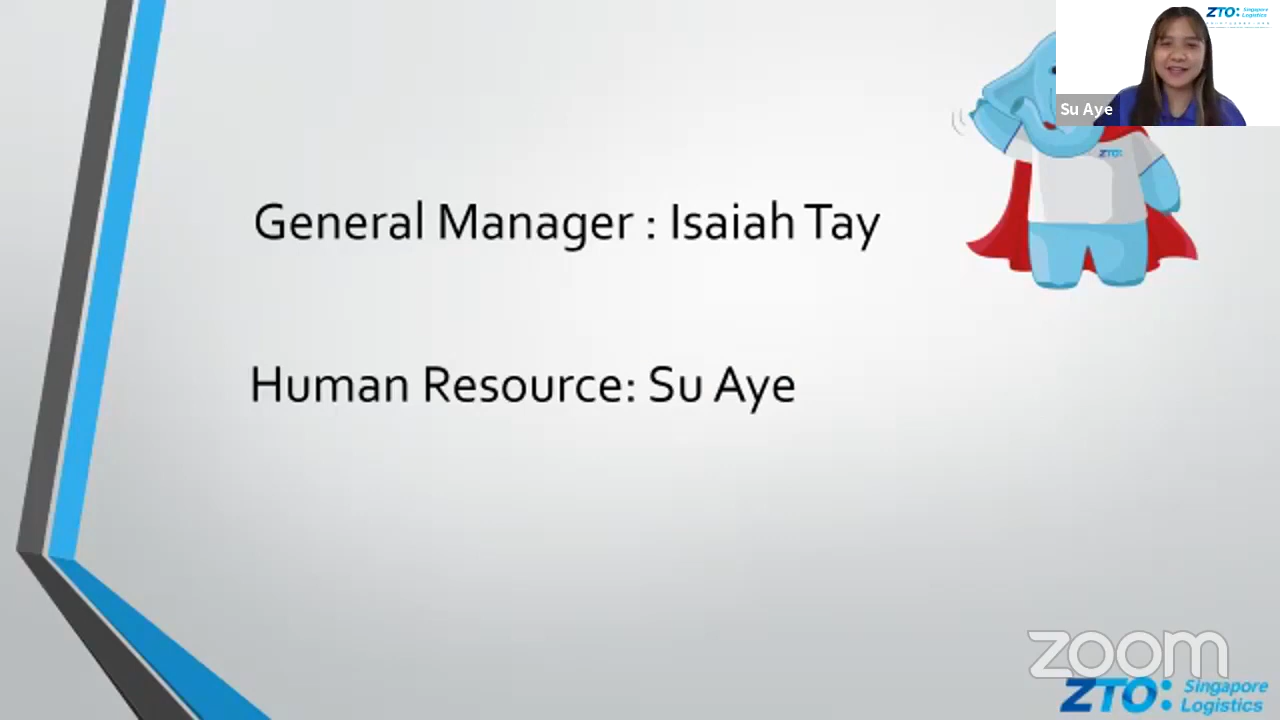 ZTO: Singapore Logistics
Su Aye
ZTO:
General Manager : Isaiah Tay
Human Resource: Su Aye
zoom
ZTO: Singapore Logistics